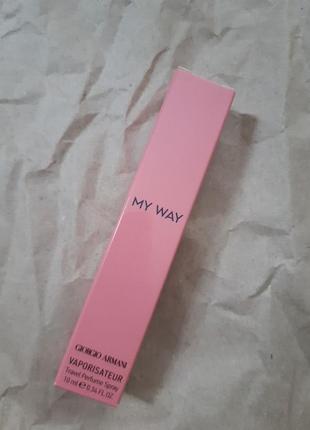 MY WAY
GIORGIO ARMANI
VAPORISATEUR
Travel Perfume Spray
10 ml ℮ 0.34 FL.OZ